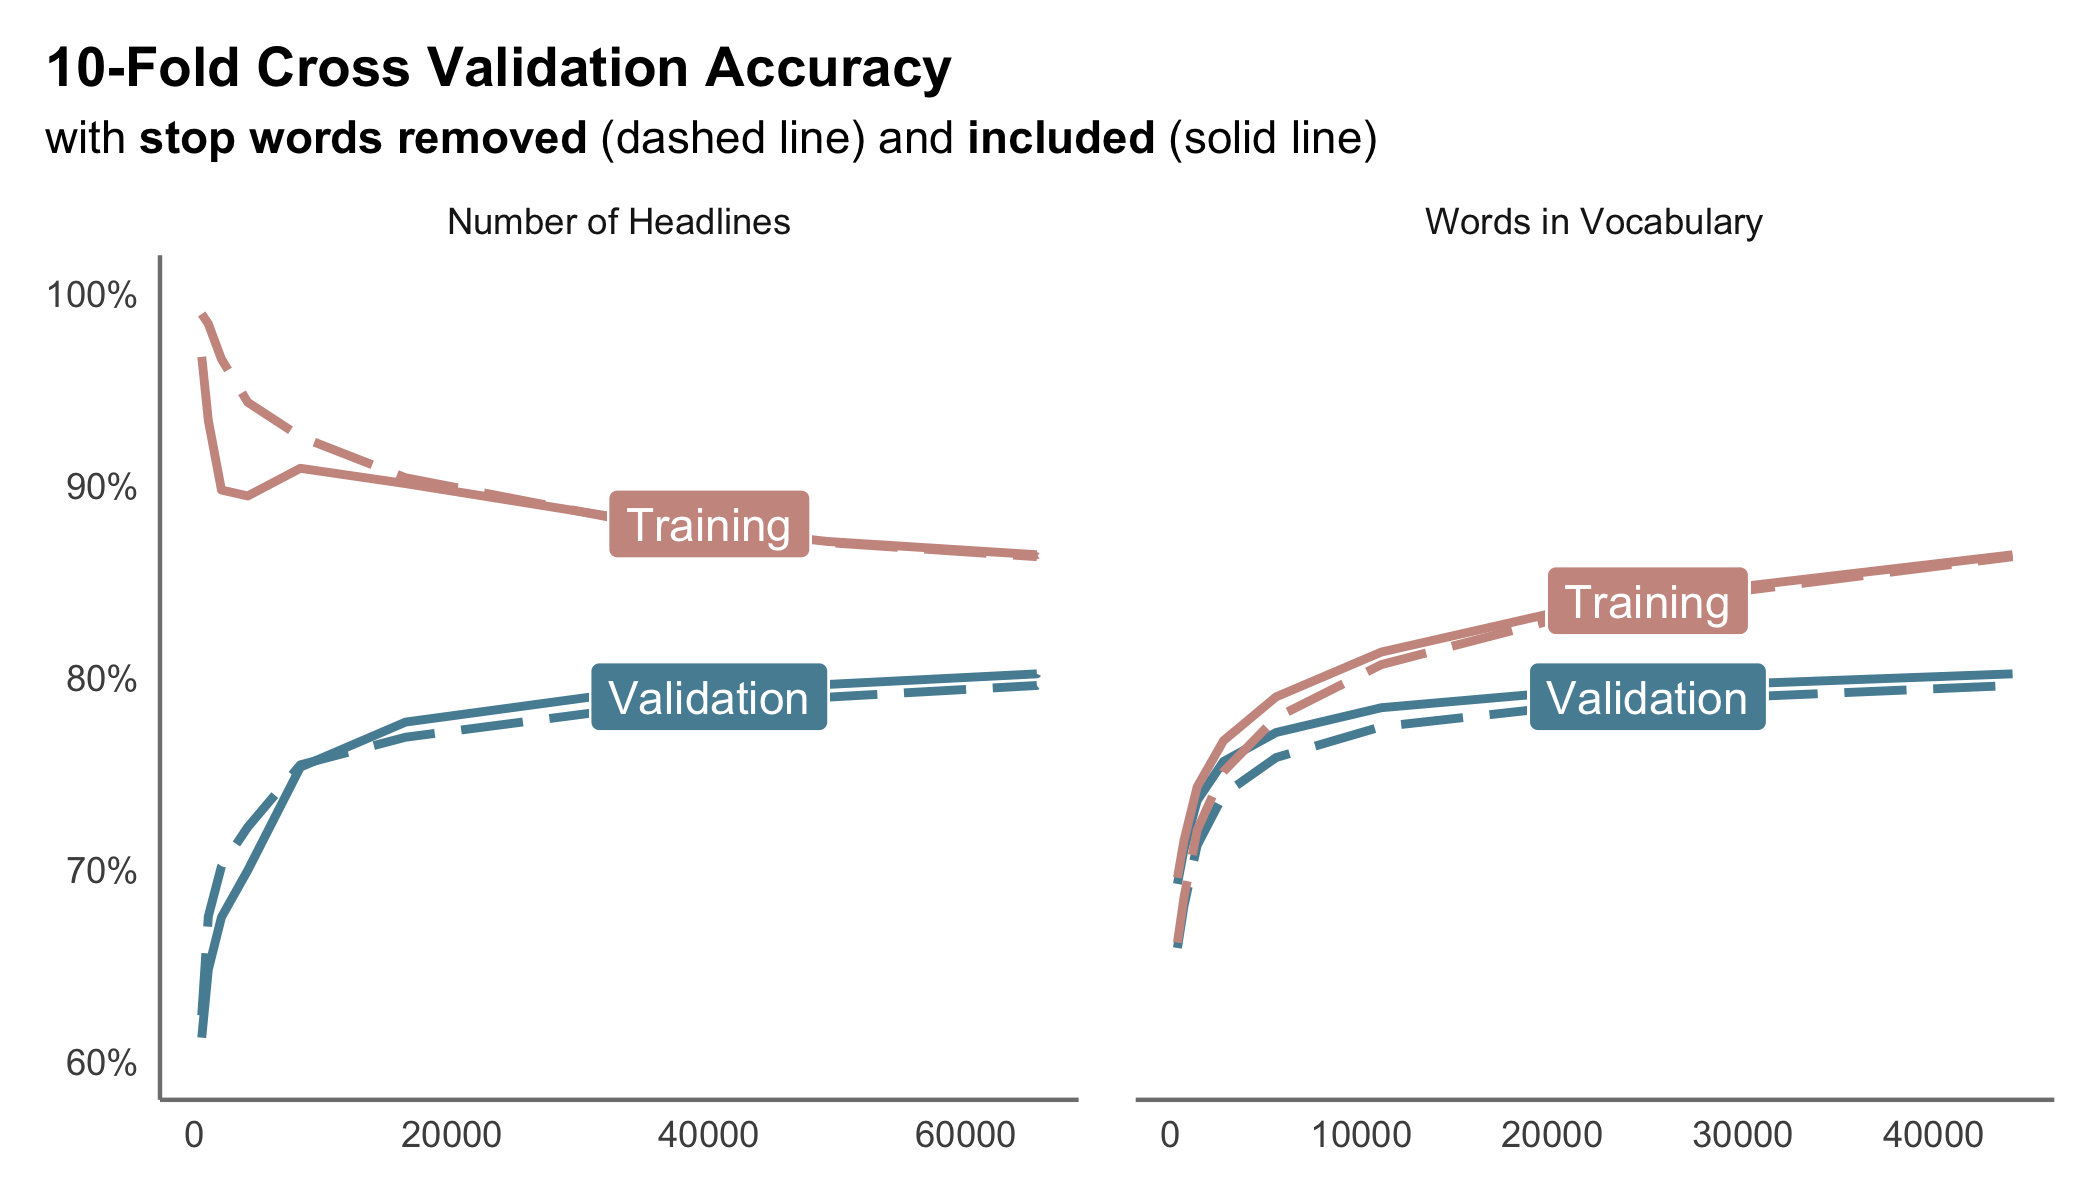 10-Fold Cross Validation Accuracy
with stop words removed (dashed line) and included (solid line)
Number of Headlines
Words in Vocabulary
100%
90%
80%
70%
60%
Training
Validation
Training
Validation
0 20000 40000 60000
0 10000 20000 30000 40000